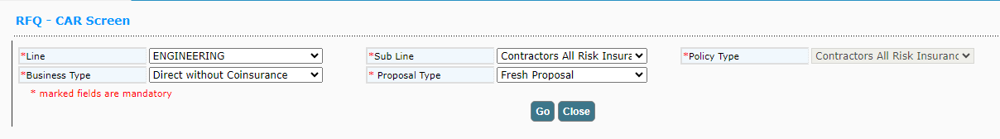 RFQ - CAR Screen
*Line ENGINEERING *Sub Line Contractors All Risk Insura *Policy Type Contractors All Risk Insuranc
*Business Type Direct without Coinsurance * Proposal Type Fresh Proposal
* marked fields are mandatory
Go Close